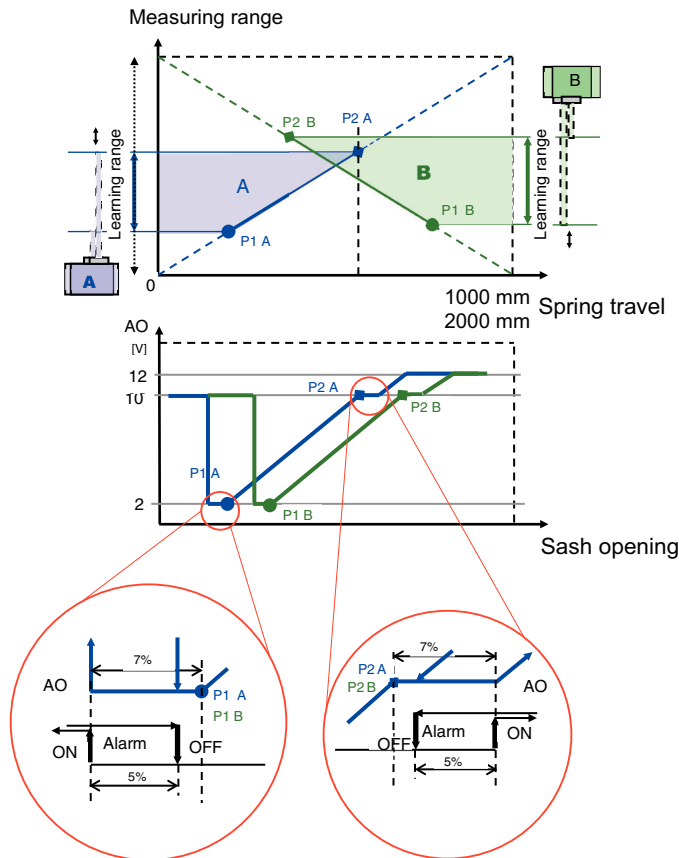 Measuring range
B
P2 B
P2 A
Learning range
A
B
Learning range
P1 A
P1 B
A
0
1000 mm
2000 mm
Spring travel
AO
[V]
12
10
P2 A
P2 B
P1 A
2
P1 B
Sash opening
7%
AO
P1 A
P1 B
ON
Alarm
OFF
5%
7%
P2 A
P2 B
AO
OFF
Alarm
ON
5%